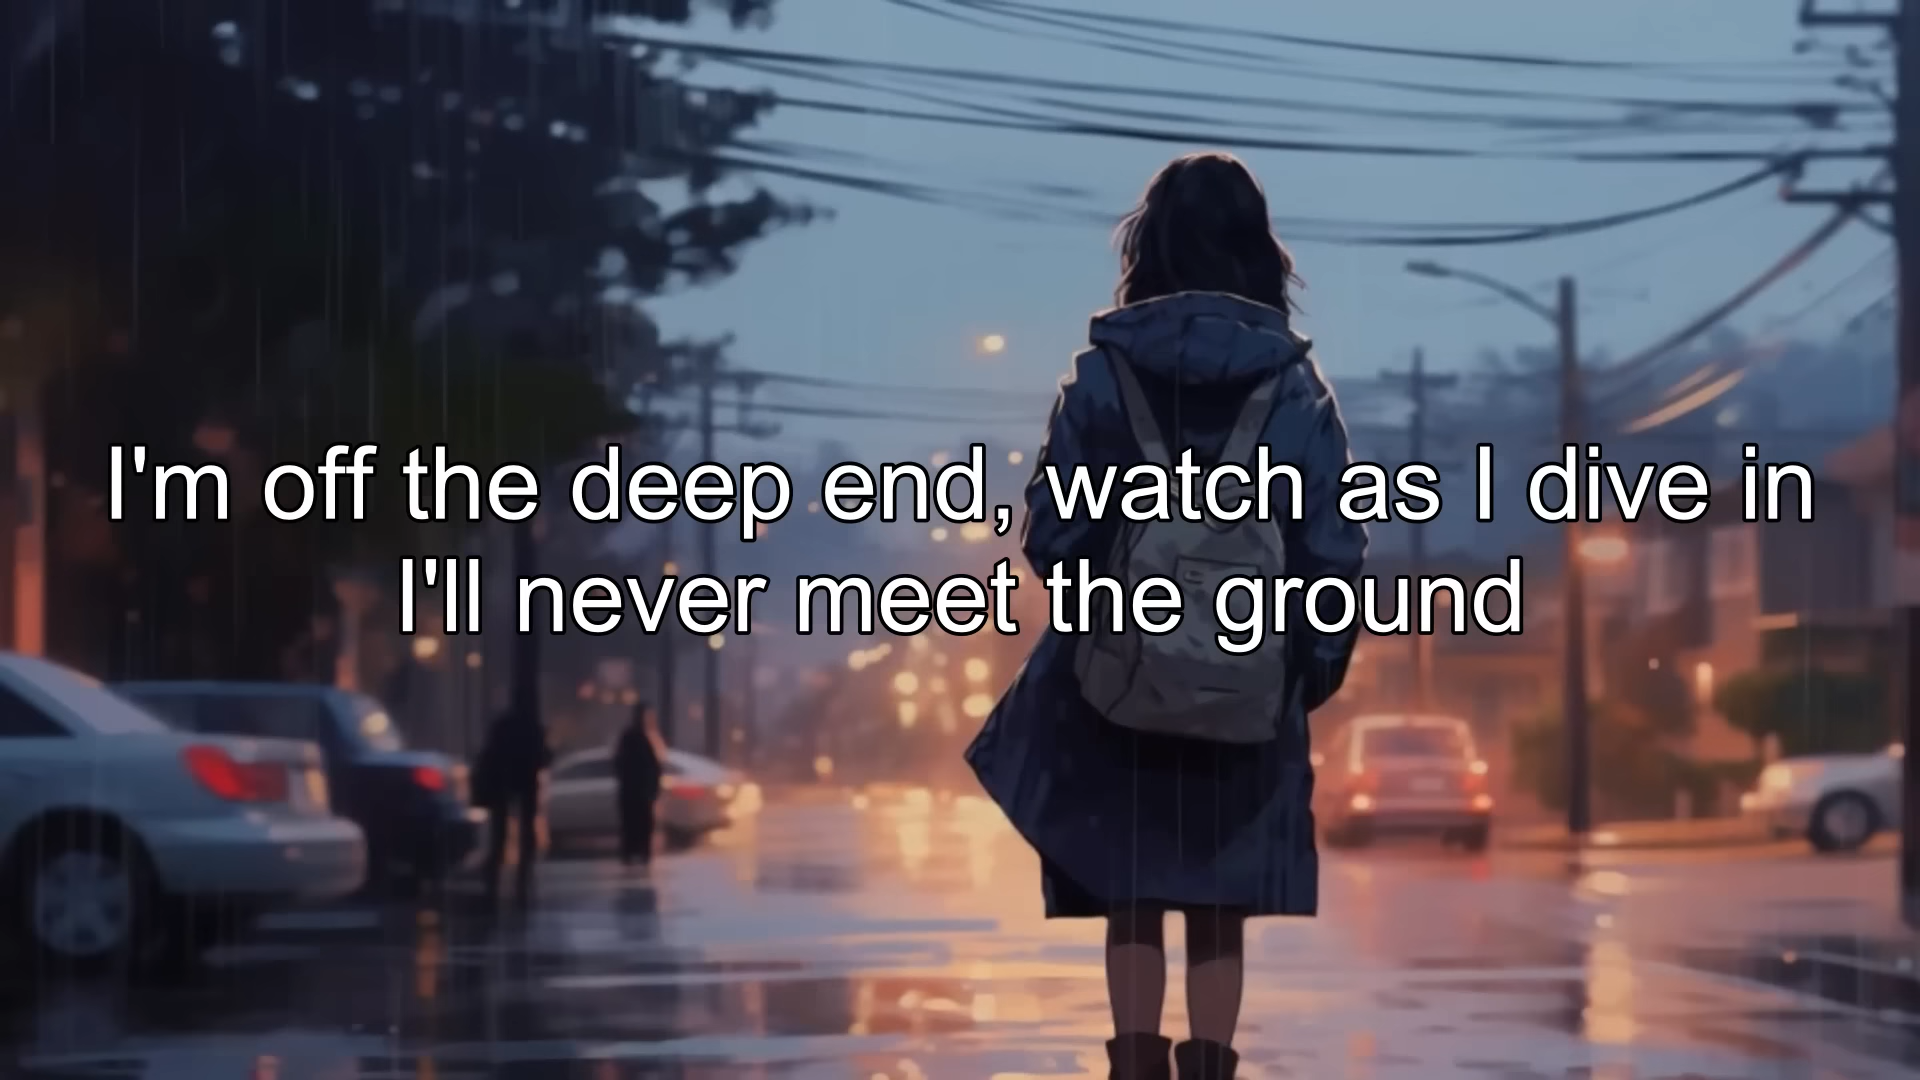 I'm off the deep end, watch as I dive in
I'll never meet the ground